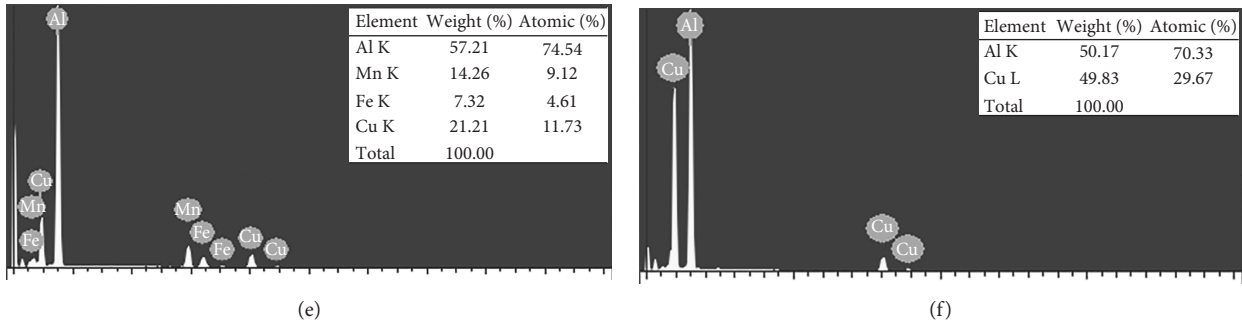 Al
Element Weight (%) Atomic (%)
Al K 57.21 74.54
Mn K 14.26 9.12
Fe K 7.32 4.61
Cu K 21.21 11.73
Total 100.00
Cu
Mn
Fe
Mn
Fe
Fe
Cu
Cu
(e)
Al
Cu
Element Weight (%) Atomic (%)
Al K 50.17 70.33
Cu L 49.83 29.67
Total 100.00
Cu
Cu
(f)